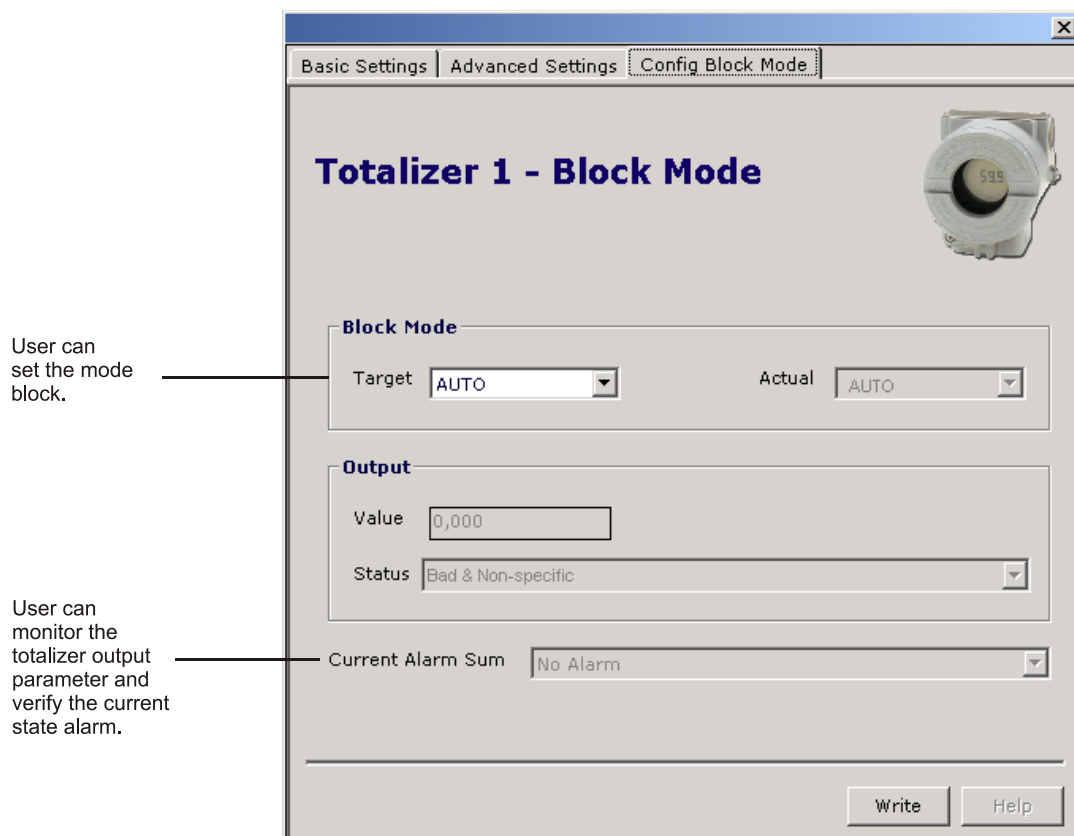 Basic Settings
Advanced Settings
Config Block Mode
Totalizer 1 - Block Mode
59.9
Block Mode
User can
set the mode
block.
Target
AUTO
Actual
AUTO
Output
Value
0,000
Status
Bad & Non-specific
User can
monitor the
totalizer output
parameter and
verify the current
state alarm.
Current Alarm Sum
No Alarm
Write
Help